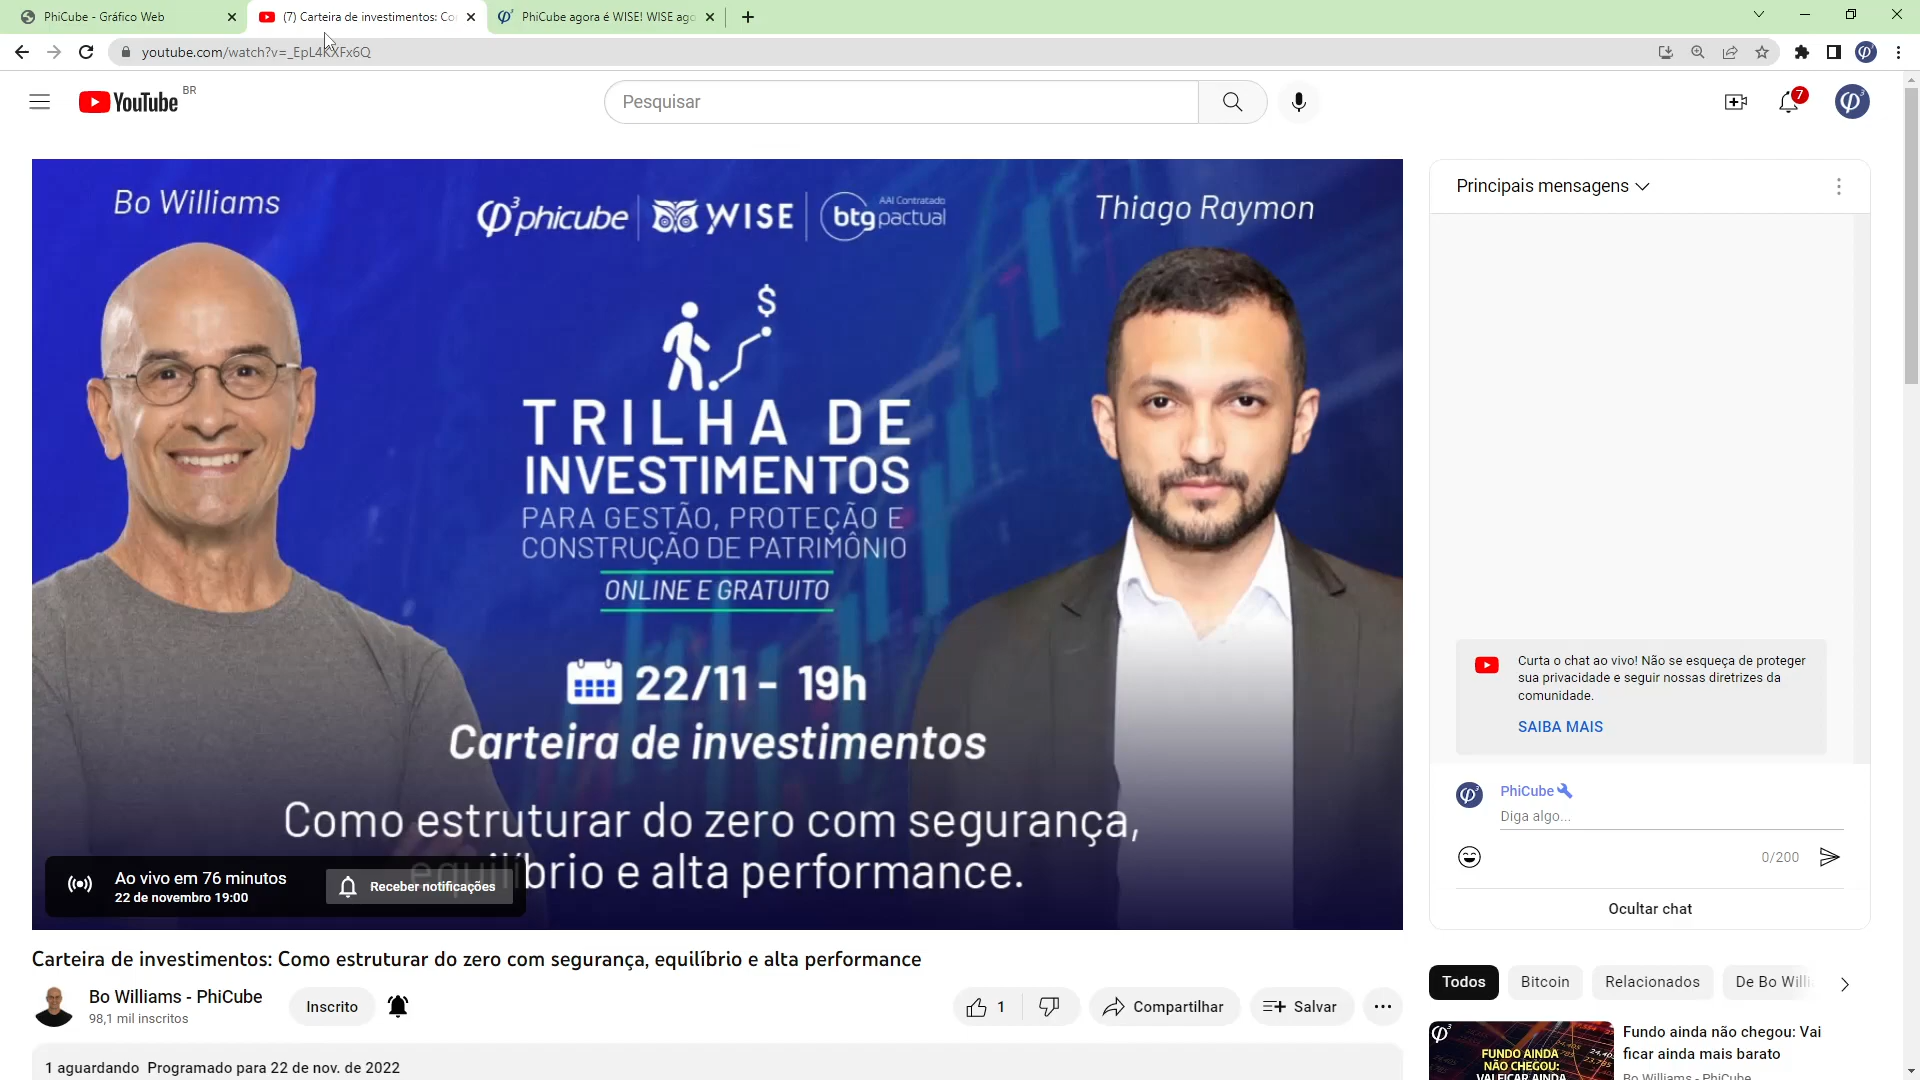 PhiCube - Gráfico Web
(7) Carteira de investimentos: Co
PhiCube agora é WISE! WISE ago
youtube.com/watch?v=_EpL4KXFx6Q
YouTube BR
Pesquisar
7
Bo Williams
phicube
WISE
AAI Contratado
btg pactual
Thiago Raymon
$
TRILHA DE
INVESTIMENTOS
PARA GESTÃO, PROTEÇÃO E
CONSTRUÇÃO DE PATRIMÔNIO
ONLINE E GRATUITO
22/11 - 19h
Carteira de investimentos
Como estruturar do zero com segurança,
equilíbrio e alta performance.
Ao vivo em 76 minutos
22 de novembro 19:00
Receber notificações
Principais mensagens
Curta o chat ao vivo! Não se esqueça de proteger
sua privacidade e seguir nossas diretrizes da
comunidade.
SAIBA MAIS
PhiCube
Diga algo...
0/200
Ocultar chat
Carteira de investimentos: Como estruturar do zero com segurança, equilíbrio e alta performance
Bo Williams - PhiCube
98,1 mil inscritos
Inscrito
1
Compartilhar
Salvar
1 aguardando Programado para 22 de nov. de 2022
Todos
Bitcoin
Relacionados
De Bo Willi
FUNDO AINDA
NÃO CHEGOU:
VAI FICAR AINDA
Fundo ainda não chegou: Vai
ficar ainda mais barato
Bo Williams - PhiCube